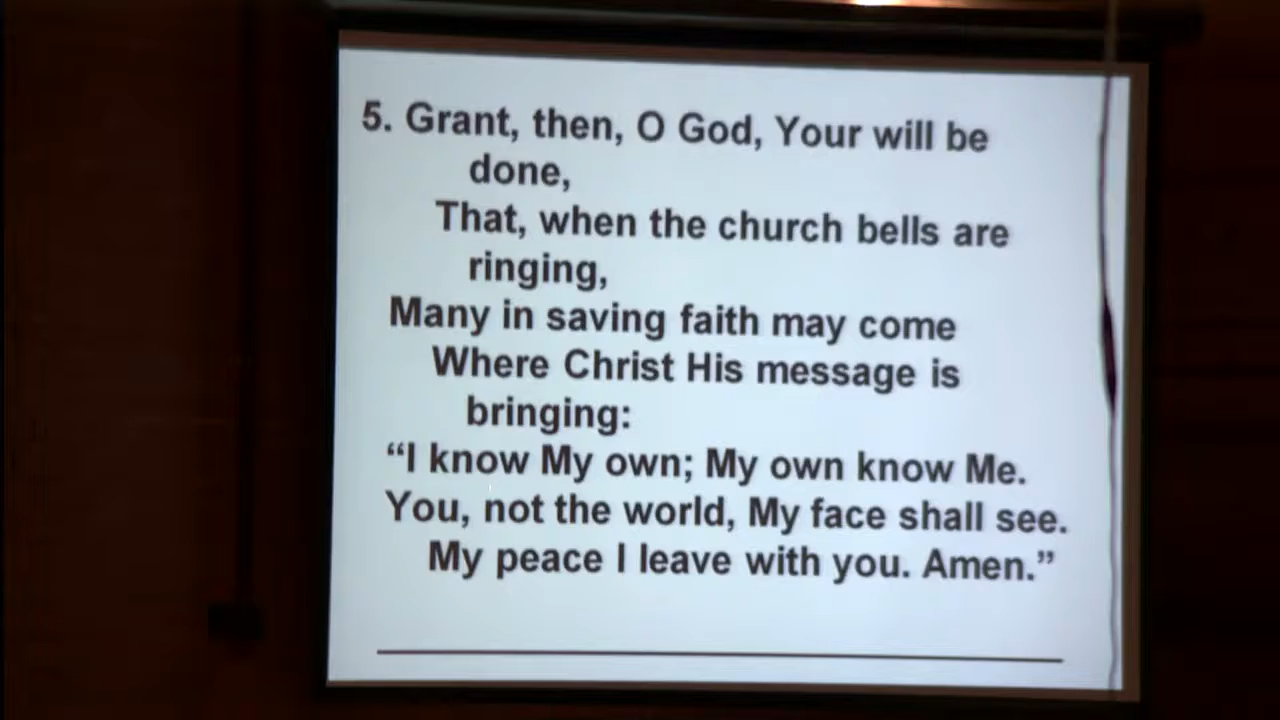 5. Grant, then, O God, Your will be
done,
That, when the church bells are
ringing,
Many in saving faith may come
Where Christ His message is
bringing:
“I know My own; My own know Me.
You, not the world, My face shall see.
My peace I leave with you. Amen.”